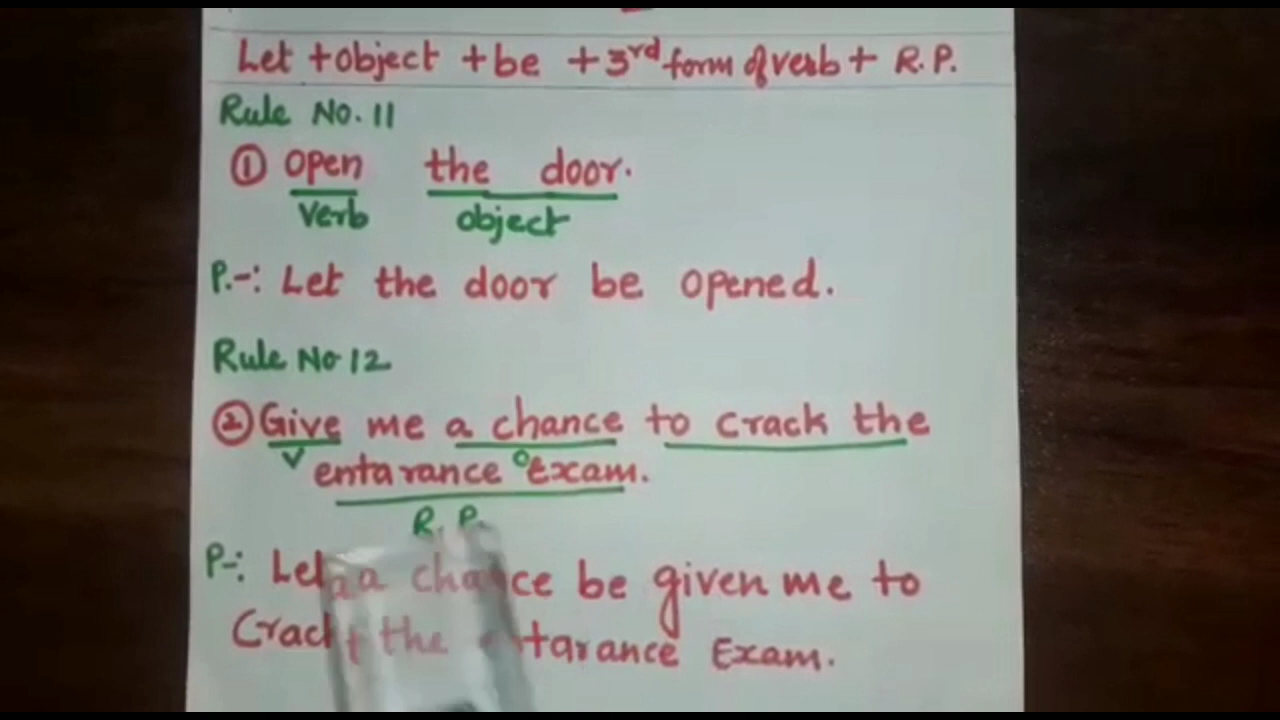 Let + object + be + 3rd form of verb + R.P.
Rule No. 11
① Open the door.
Verb object
P.-: Let the door be opened.
Rule No 12
② Give me a chance to crack the
V O
entarance Exam.
R. P.
P-: Let a chance be given me to
Crack the entarance Exam.